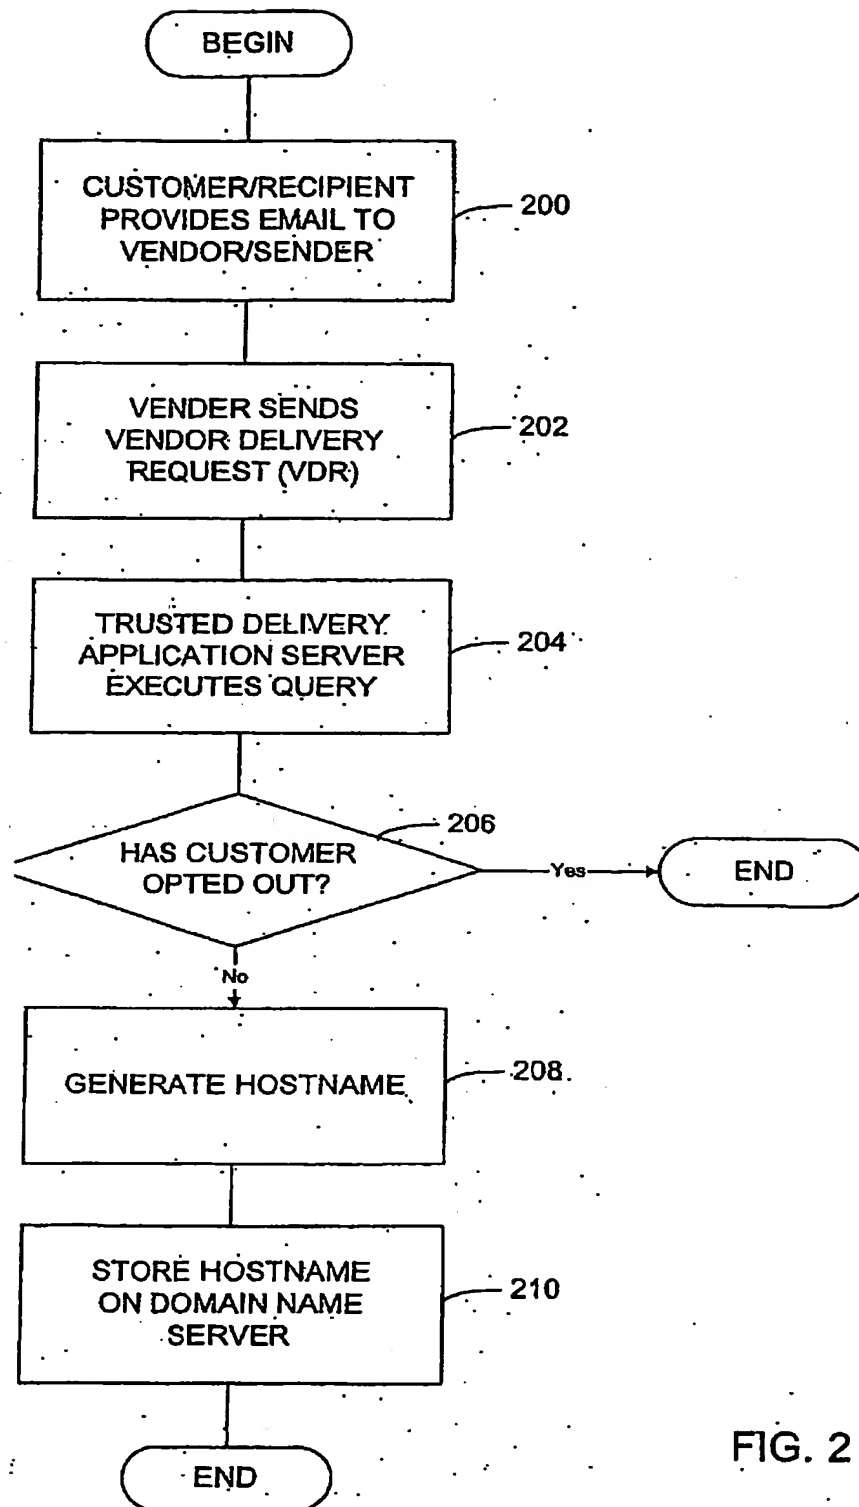 BEGIN
CUSTOMER/RECIPIENT
PROVIDES EMAIL TO
VENDOR/SENDER
200
VENDER SENDS
VENDOR DELIVERY
REQUEST (VDR)
202
TRUSTED DELIVERY
APPLICATION SERVER
EXECUTES QUERY
204
206
HAS CUSTOMER
OPTED OUT?
Yes
END
No
GENERATE HOSTNAME
208
STORE HOSTNAME
ON DOMAIN NAME
SERVER
210
END
FIG. 2